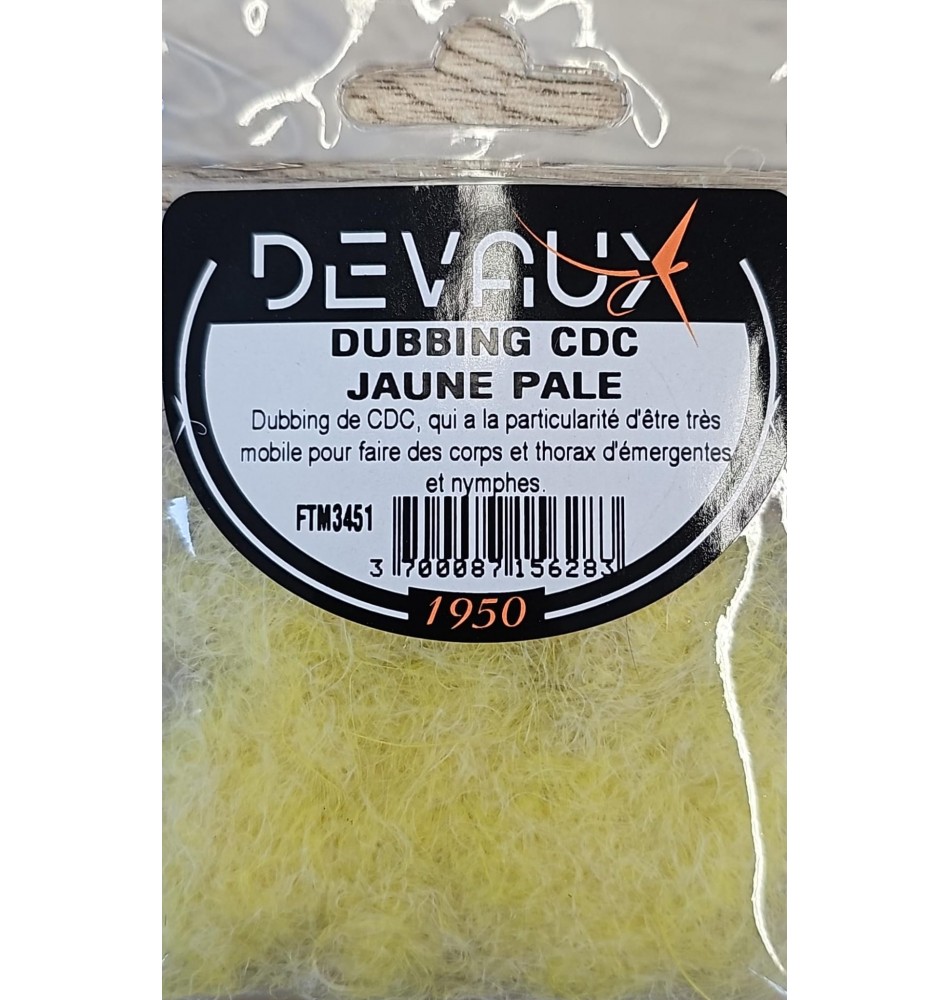 DEVAUX
DUBBING CDC
JAUNE PALE
Dubbing de CDC, qui a la particularité d'être très
mobile pour faire des corps et thorax d'émergentes
et nymphes.
FTM3451
3 700087 156283
1950